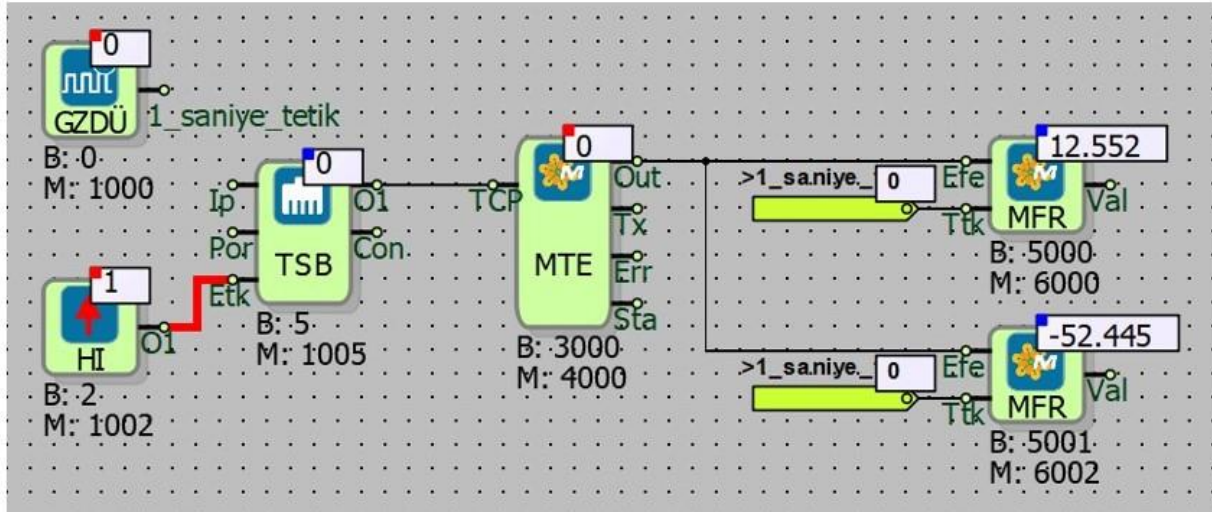 0
GZDÜ
1_saniye_tetik
B: 0
M: 1000
1
HI
O1
B: 2
M: 1002
0
Ip
Por
Etk
TSB
O1
Con
B: 5
M: 1005
0
TCP
MTE
Out
Tx
Err
Sta
B: 3000
M: 4000
>1_saniye_
0
12.552
Efe
Ttk
MFR
Val
B: 5000
M: 6000
>1_saniye_
0
-52.445
Efe
Ttk
MFR
Val
B: 5001
M: 6002